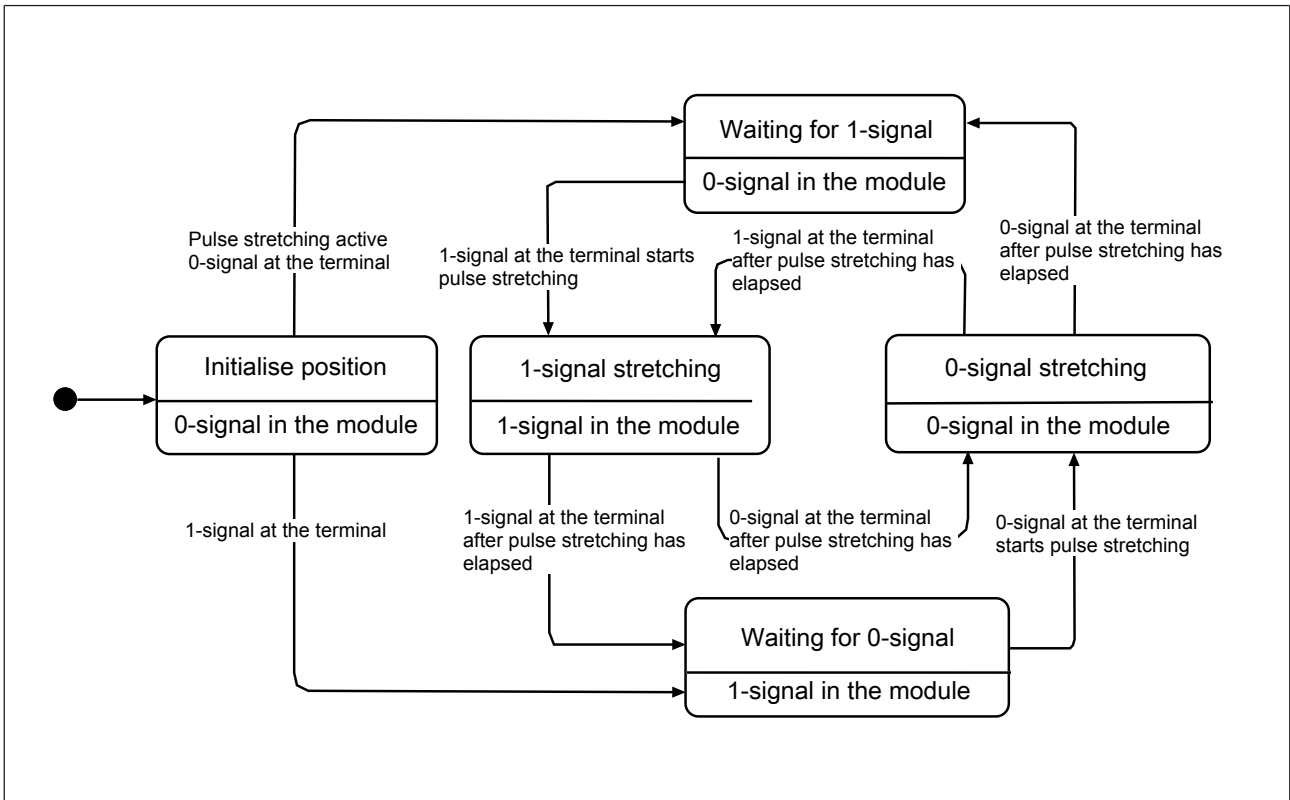 Waiting for 1-signal
0-signal in the module
Pulse stretching active
0-signal at the terminal
1-signal at the terminal starts
pulse stretching
1-signal at the terminal
after pulse stretching has
elapsed
0-signal at the terminal
after pulse stretching has
elapsed
Initialise position
0-signal in the module
1-signal stretching
1-signal in the module
0-signal stretching
0-signal in the module
1-signal at the terminal
1-signal at the terminal
after pulse stretching has
elapsed
0-signal at the terminal
after pulse stretching has
elapsed
0-signal at the terminal
starts pulse stretching
Waiting for 0-signal
1-signal in the module